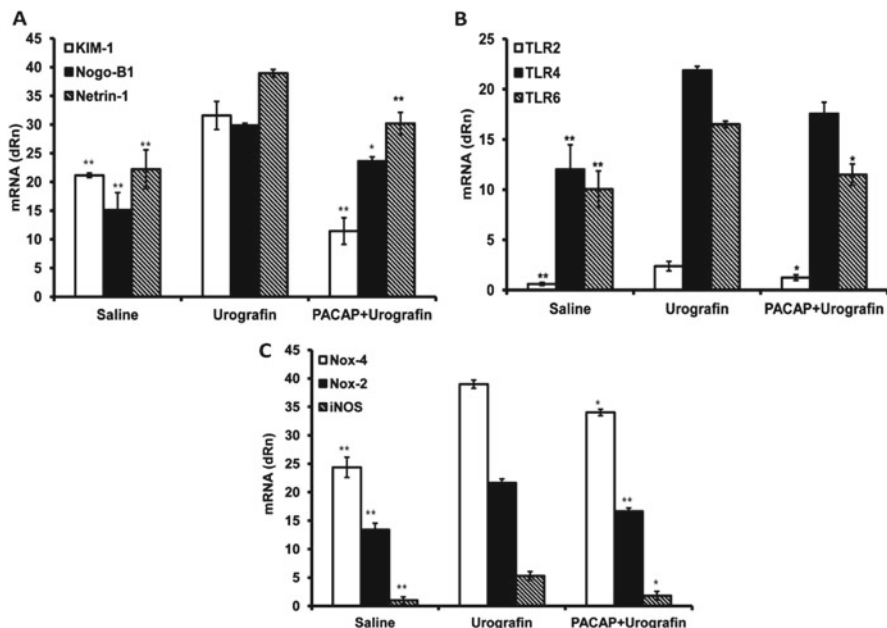 A
KIM-1
Nogo-B1
Netrin-1
mRNA (dRn)
45
40
35
30
25
20
15
10
5
0
** ** **
** * **
Saline Urografin PACAP+Urografin
B
TLR2
TLR4
TLR6
mRNA (dRn)
25
20
15
10
5
0
** ** **
* *
Saline Urografin PACAP+Urografin
C
Nox-4
Nox-2
iNOS
mRNA (dRn)
45
40
35
30
25
20
15
10
5
0
** ** **
* ** *
Saline Urografin PACAP+Urografin